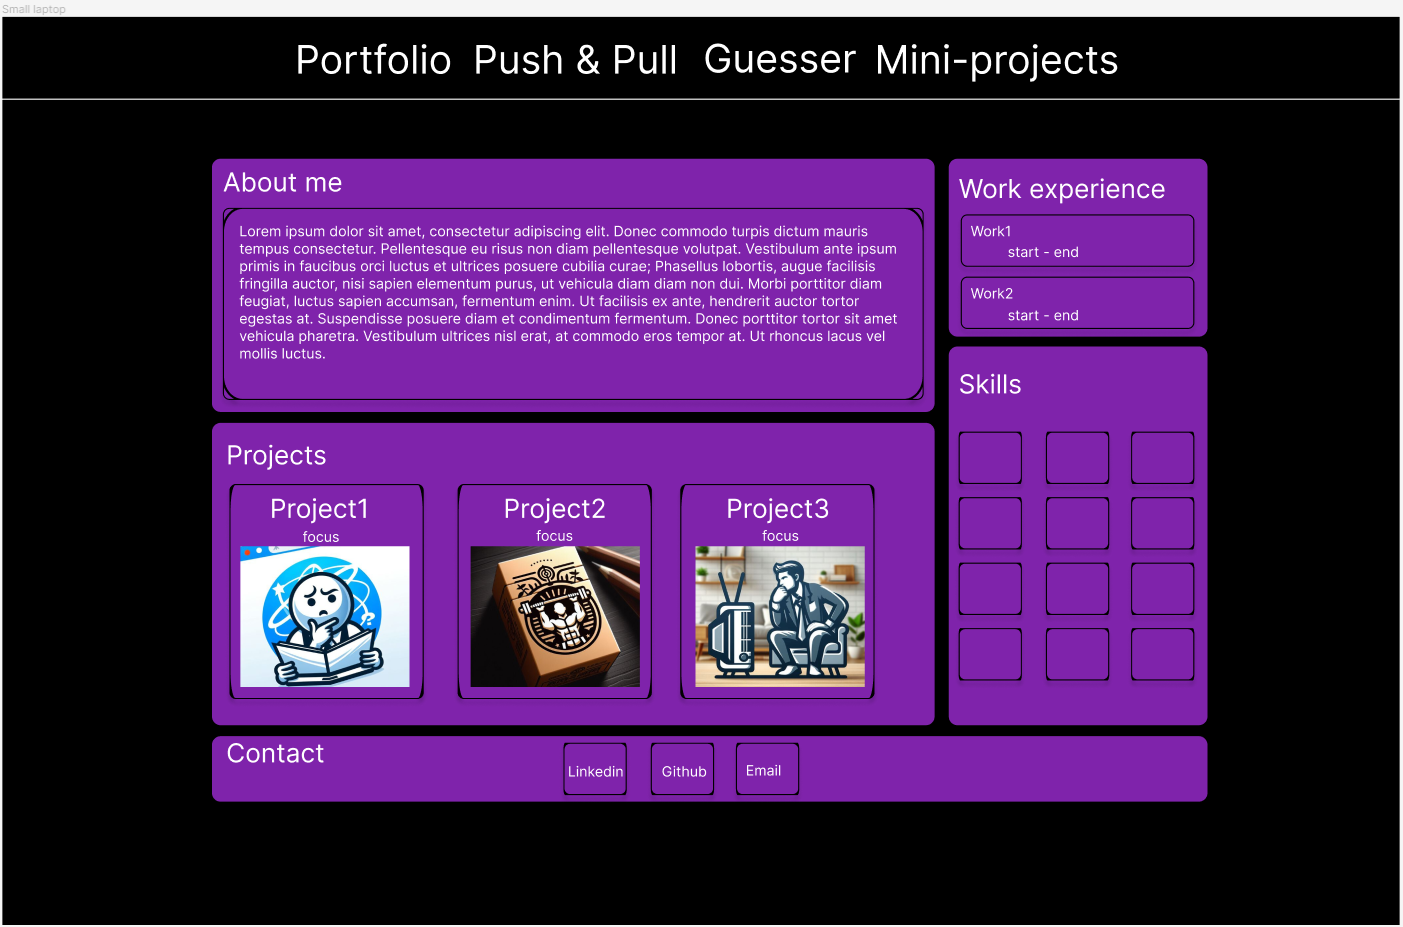 Small laptop
Portfolio Push & Pull Guesser Mini-projects
About me
Lorem ipsum dolor sit amet, consectetur adipiscing elit. Donec commodo turpis dictum mauris
tempus consectetur. Pellentesque eu risus non diam pellentesque volutpat. Vestibulum ante ipsum
primis in faucibus orci luctus et ultrices posuere cubilia curae; Phasellus lobortis, augue facilisis
fringilla auctor, nisi sapien elementum purus, ut vehicula diam diam non dui. Morbi porttitor diam
feugiat, luctus sapien accumsan, fermentum enim. Ut facilisis ex ante, hendrerit auctor tortor
egestas at. Suspendisse posuere diam et condimentum fermentum. Donec porttitor tortor sit amet
vehicula pharetra. Vestibulum ultrices nisl erat, at commodo eros tempor at. Ut rhoncus lacus vel
mollis luctus.
Work experience
Work1
start - end
Work2
start - end
Projects
Project1
focus
?
Project2
focus
Project3
focus
Skills
Contact
Linkedin
Github
Email